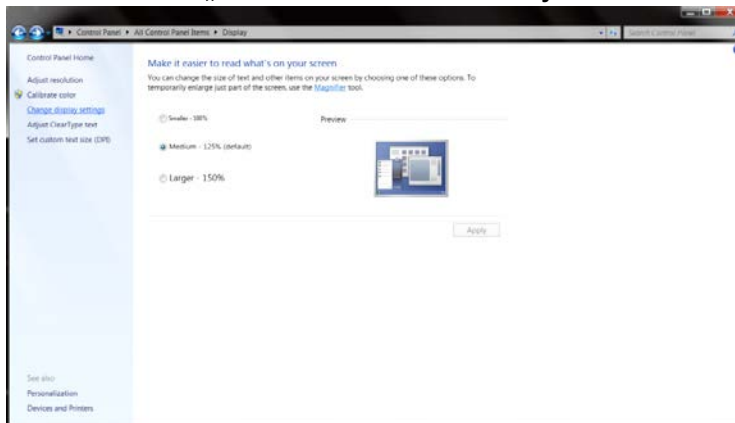 Control Panel ▸ All Control Panel Items ▸ Display
Search Control Panel
Control Panel Home
Adjust resolution
Calibrate color
Change display settings
Adjust ClearType text
Set custom text size (DPI)
Make it easier to read what's on your screen
You can change the size of text and other items on your screen by choosing one of these options. To
temporarily enlarge just part of the screen, use the Magnifier tool.
Smaller - 100%
Preview
Medium - 125% (default)
Larger - 150%
Apply
See also
Personalization
Devices and Printers